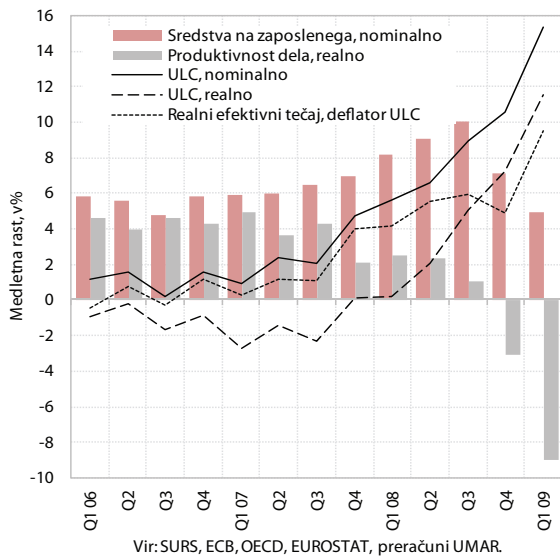 Medletna rast, v%
16
14
12
10
8
6
4
2
0
-2
-4
-6
-8
-10
Sredstva na zaposlenega, nominalno
Produktivnost dela, realno
ULC, nominalno
ULC, realno
Realni efektivni tečaj, deflator ULC
Q1 06
Q2
Q3
Q4
Q1 07
Q2
Q3
Q4
Q1 08
Q2
Q3
Q4
Q1 09
Vir: SURS, ECB, OECD, EUROSTAT, preračuni UMAR.